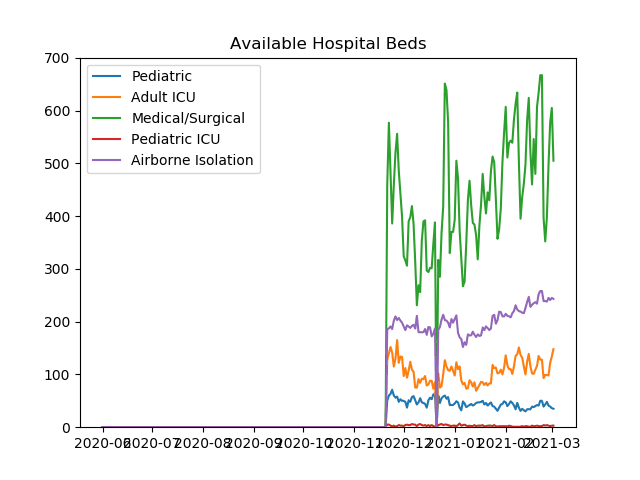 Available Hospital Beds
700
600
500
400
300
200
100
0
Pediatric
Adult ICU
Medical/Surgical
Pediatric ICU
Airborne Isolation
2020-06 2020-07 2020-08 2020-09 2020-10 2020-11 2020-12 2021-01 2021-02 2021-03